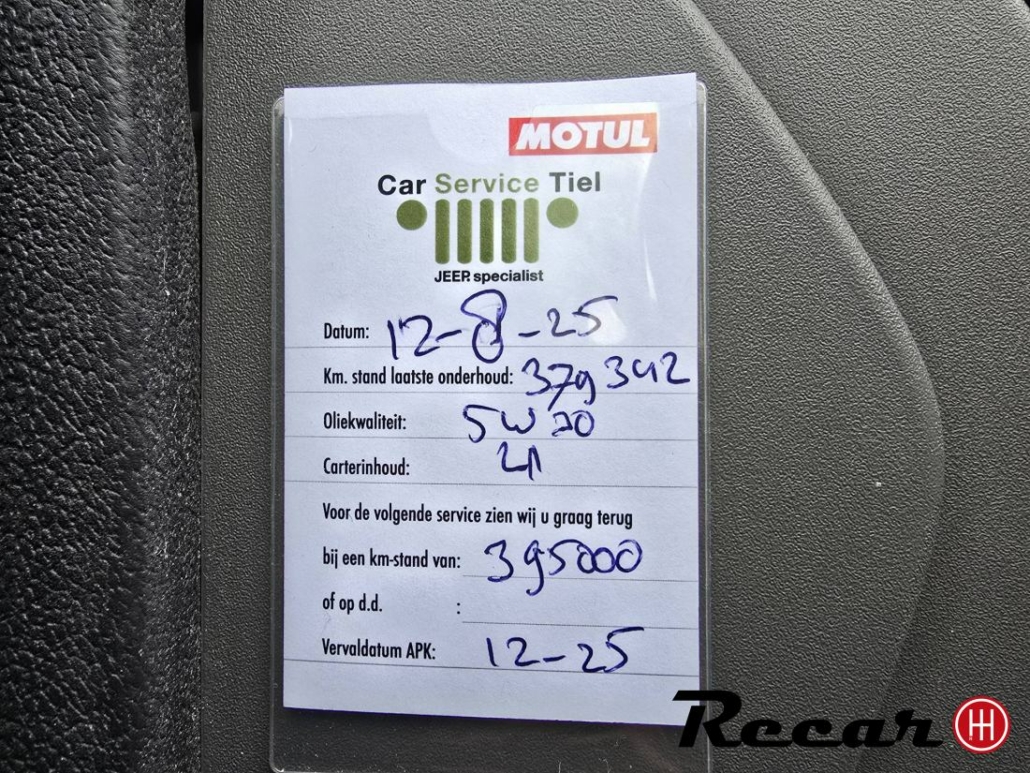 MOTUL
Car Service Tiel
JEEP specialist
Datum: 12-8-25
Km. stand laatste onderhoud: 379342
Oliekwaliteit: 5W30
Carterinhoud:
Voor de volgende service zien wij u graag terug
bij een km-stand van: 395000
of op d.d. :
Vervaldatum APK: 12-25
Recar H